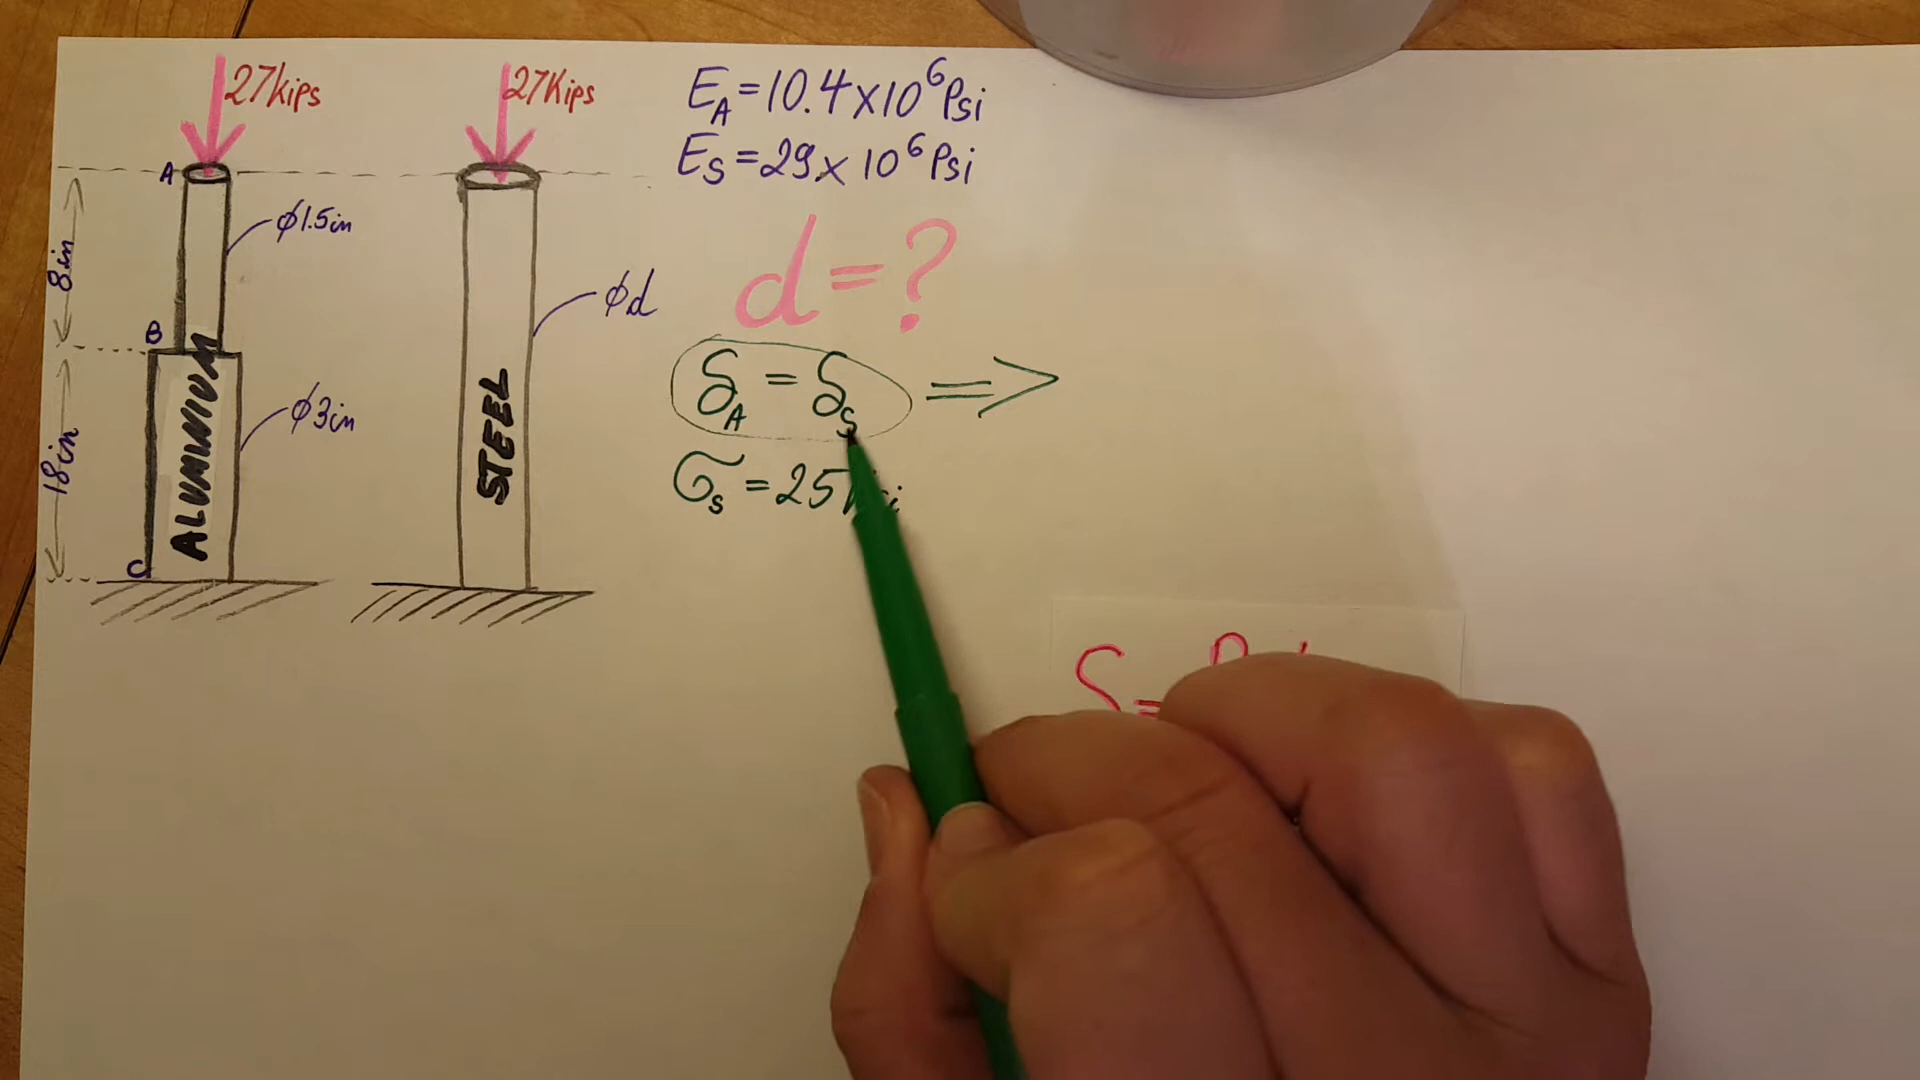 27kips
27Kips
E_A = 10.4 x 10^6 Psi
E_S = 29 x 10^6 Psi
A
8in
ϕ1.5in
d = ?
ϕd
B
δ_A = δ_S ⇒
18in
ALUMINIUM
ϕ3in
STEEL
σ_s = 25
C